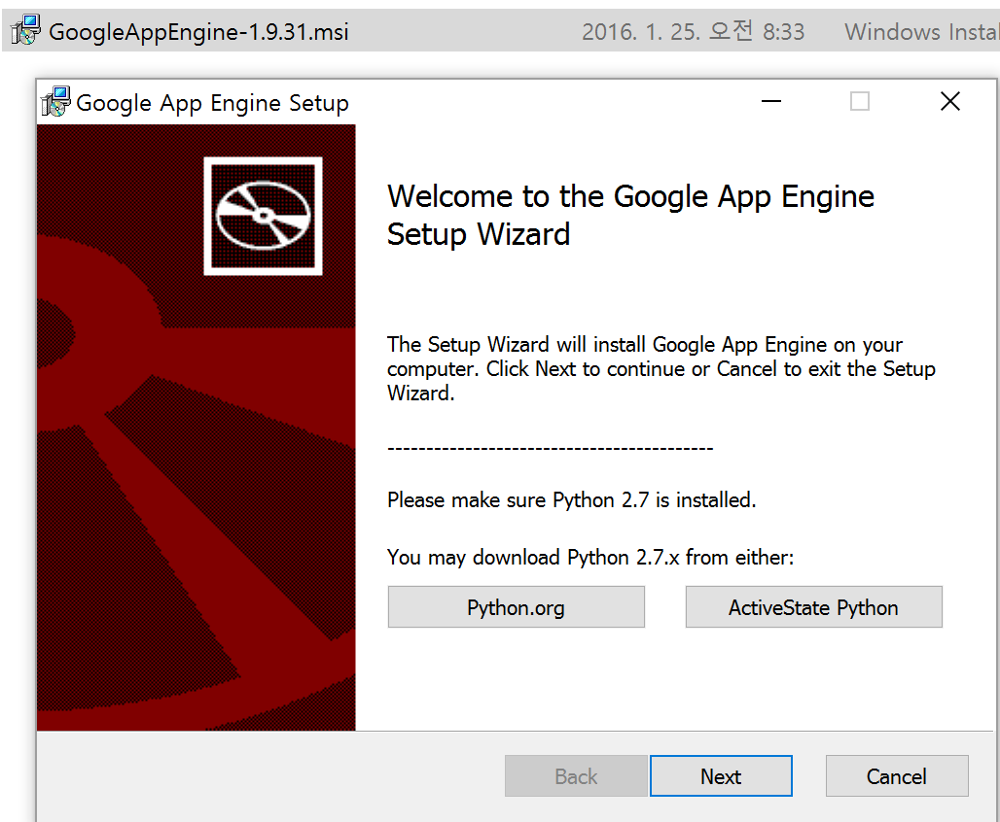 GoogleAppEngine-1.9.31.msi 2016. 1. 25. 오전 8:33 Windows Instal
Google App Engine Setup
Welcome to the Google App Engine
Setup Wizard
The Setup Wizard will install Google App Engine on your
computer. Click Next to continue or Cancel to exit the Setup
Wizard.
------------------------------------------
Please make sure Python 2.7 is installed.
You may download Python 2.7.x from either:
Python.org ActiveState Python
Back Next Cancel